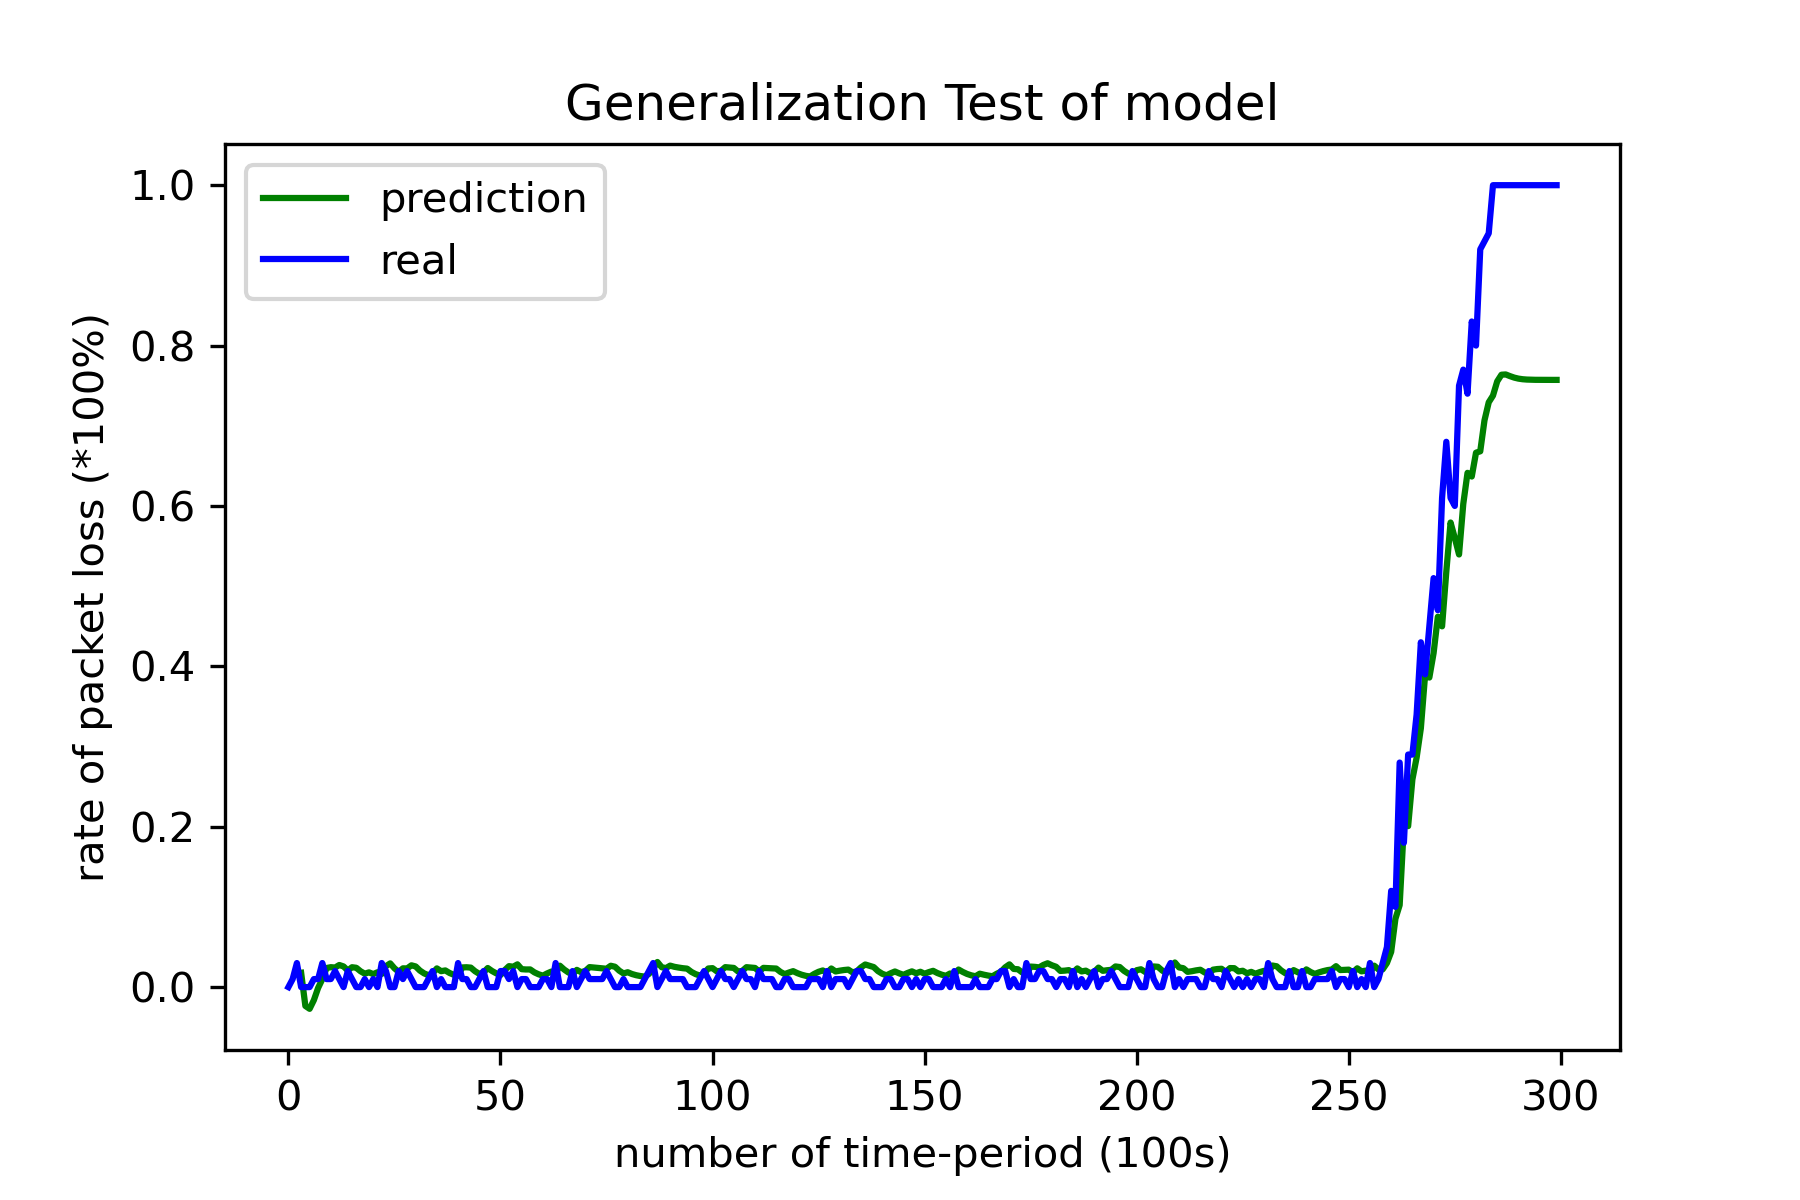 Generalization Test of model
prediction
real
1.0
0.8
0.6
0.4
0.2
0.0
rate of packet loss (*100%)
0 50 100 150 200 250 300
number of time-period (100s)